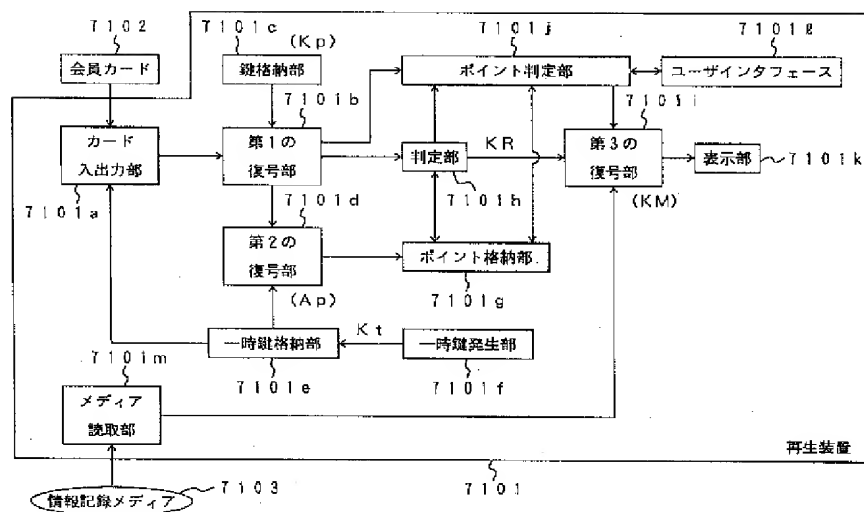 7102
7101c
(Kp)
7101j
7101ℓ
会員カード
鍵格納部
ポイント判定部
ユーザインタフェース
7101b
カード
入出力部
第1の
復号部
判定部
KR
第3の
復号部
表示部
7101k
7101a
7101d
7101h
(KM)
第2の
復号部
ポイント格納部
(Ap)
7101g
一時鍵格納部
Kt
一時鍵発生部
7101m
7101e
7101f
メディア
読取部
再生装置
情報記録メディア
7103
7101